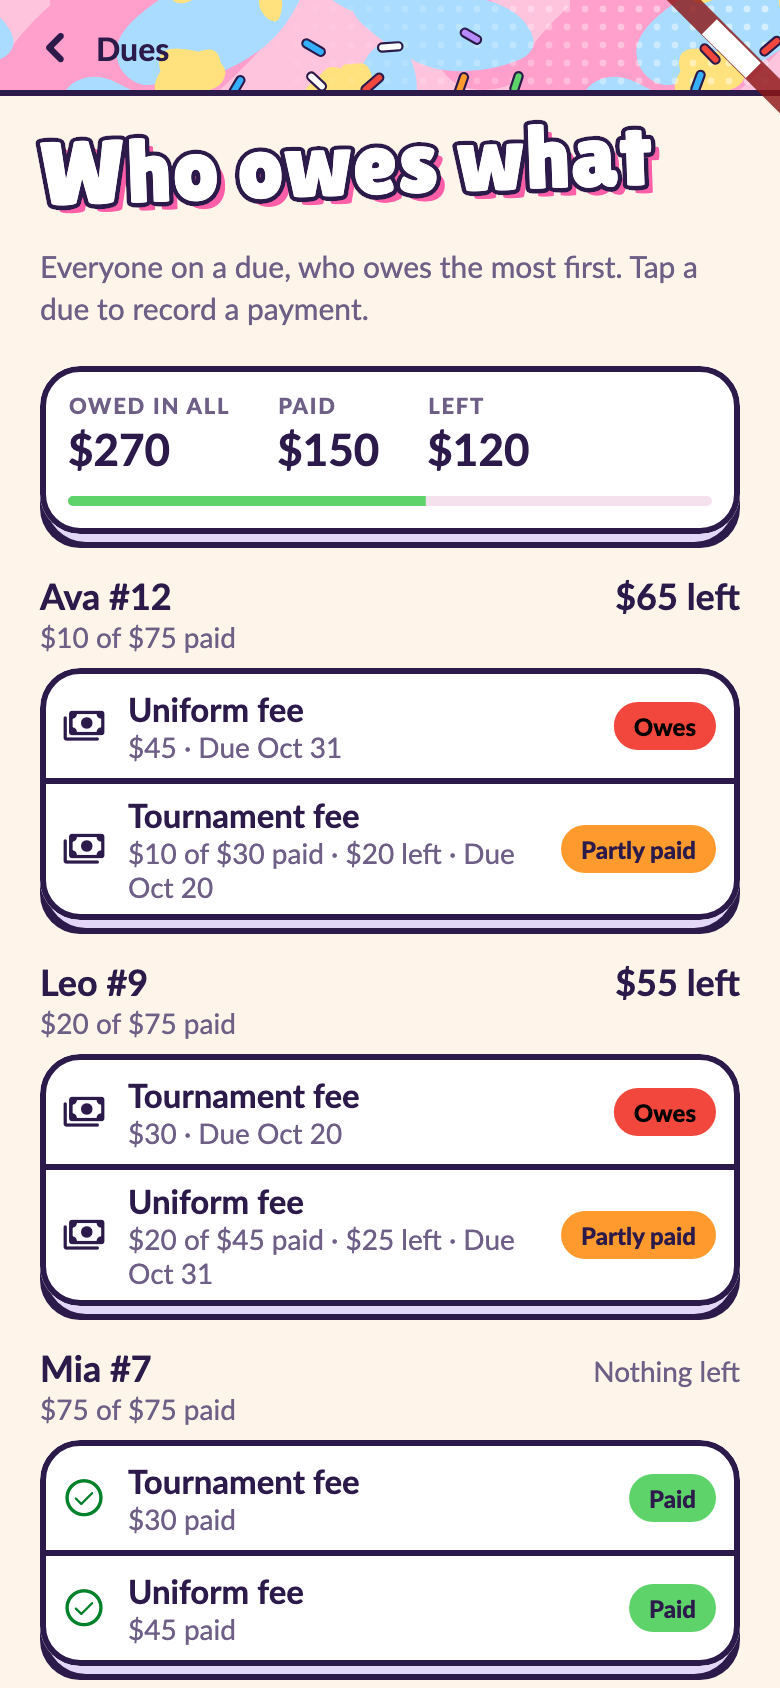 Dues
Who owes what
Everyone on a due, who owes the most first. Tap a
due to record a payment.
OWED IN ALL PAID LEFT
$270 $150 $120
Ava #12 $65 left
$10 of $75 paid
Uniform fee
$45 · Due Oct 31
Owes
Tournament fee
$10 of $30 paid · $20 left · Due
Oct 20
Partly paid
Leo #9 $55 left
$20 of $75 paid
Tournament fee
$30 · Due Oct 20
Owes
Uniform fee
$20 of $45 paid · $25 left · Due
Oct 31
Partly paid
Mia #7 Nothing left
$75 of $75 paid
Tournament fee
$30 paid
Paid
Uniform fee
$45 paid
Paid